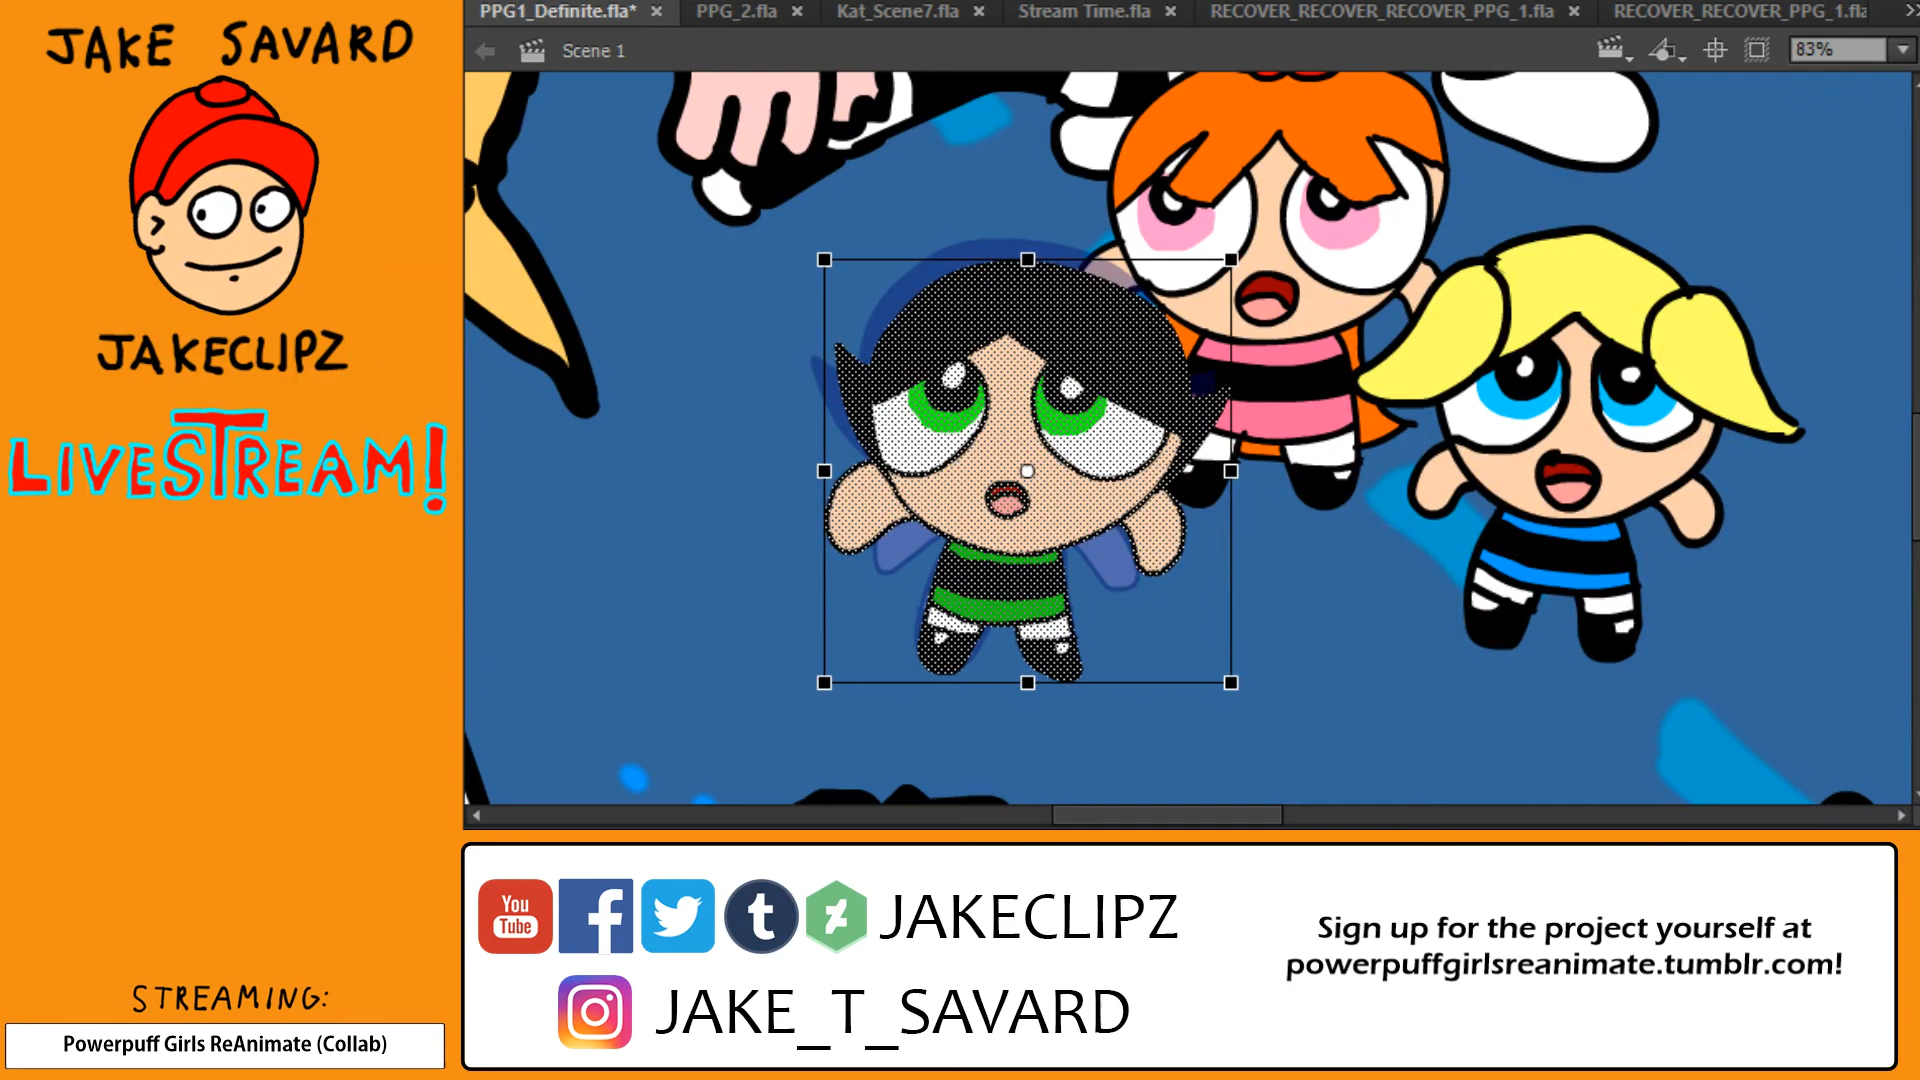 JAKE SAVARD
JAKECLIPZ
LIVESTREAM!
STREAMING:
Powerpuff Girls ReAnimate (Collab)
PPG1_Definite.fla* PPG_2.fla Kat_Scene7.fla Stream Time.fla RECOVER_RECOVER_RECOVER_PPG_1.fla RECOVER_RECOVER_PPG_1.fla
Scene 1
83%
You
Tube
JAKECLIPZ
JAKE_T_SAVARD
Sign up for the project yourself at
powerpuffgirlsreanimate.tumblr.com!